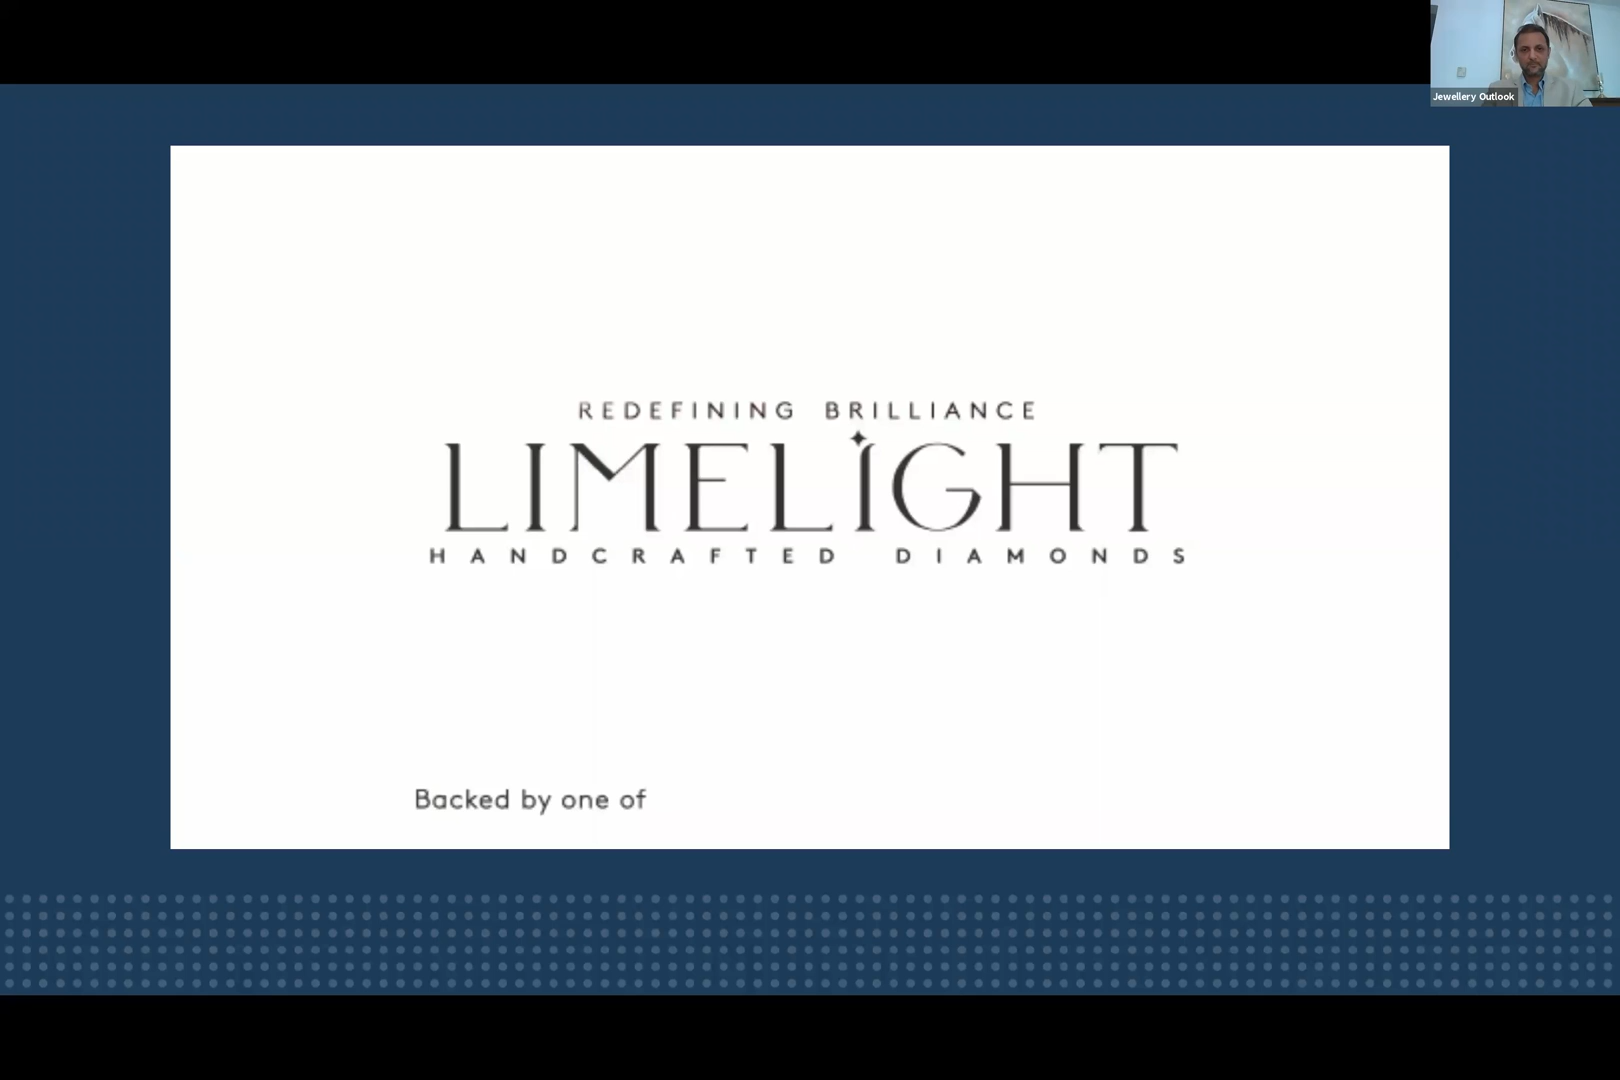 Jewellery Outlook
REDEFINING BRILLIANCE
LIMELIGHT
HANDCRAFTED DIAMONDS
Backed by one of